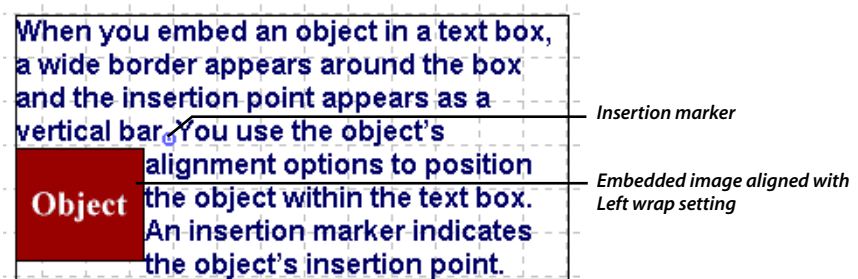 When you embed an object in a text box,
a wide border appears around the box
and the insertion point appears as a
vertical bar. You use the object's
alignment options to position
the object within the text box.
An insertion marker indicates
the object's insertion point.
Object
Insertion marker
Embedded image aligned with
Left wrap setting